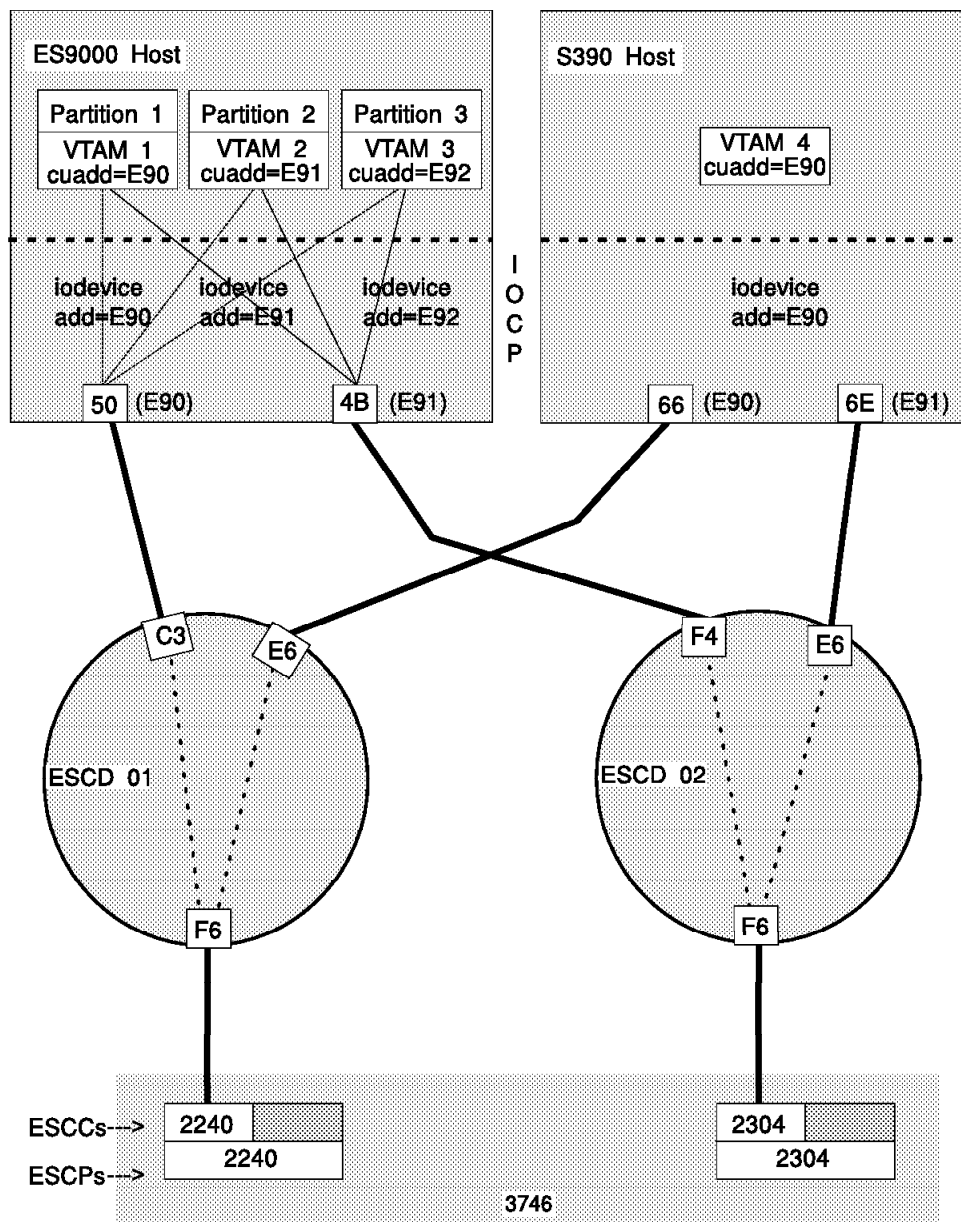 ES9000 Host
S390 Host
Partition 1
Partition 2
Partition 3
VTAM 1
cuadd=E90
VTAM 2
cuadd=E91
VTAM 3
cuadd=E92
VTAM 4
cuadd=E90
iodevice
add=E90
iodevice
add=E91
iodevice
add=E92
I
O
C
P
iodevice
add=E90
50 (E90)
4B (E91)
66 (E90)
6E (E91)
C3
E6
F4
E6
ESCD 01
ESCD 02
F6
F6
ESCCs--->
2240
2304
ESCPs--->
2240
2304
3746